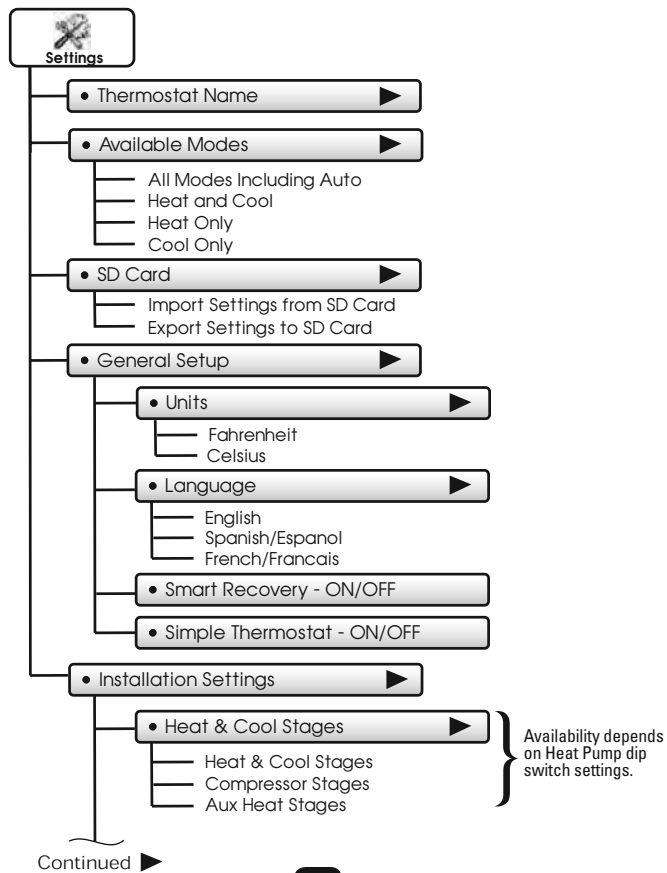 Settings
• Thermostat Name
• Available Modes
All Modes Including Auto
Heat and Cool
Heat Only
Cool Only
• SD Card
Import Settings from SD Card
Export Settings to SD Card
• General Setup
• Units
Fahrenheit
Celsius
• Language
English
Spanish/Espanol
French/Francais
• Smart Recovery - ON/OFF
• Simple Thermostat - ON/OFF
• Installation Settings
• Heat & Cool Stages
Heat & Cool Stages
Compressor Stages
Aux Heat Stages
Availability depends
on Heat Pump dip
switch settings.
Continued